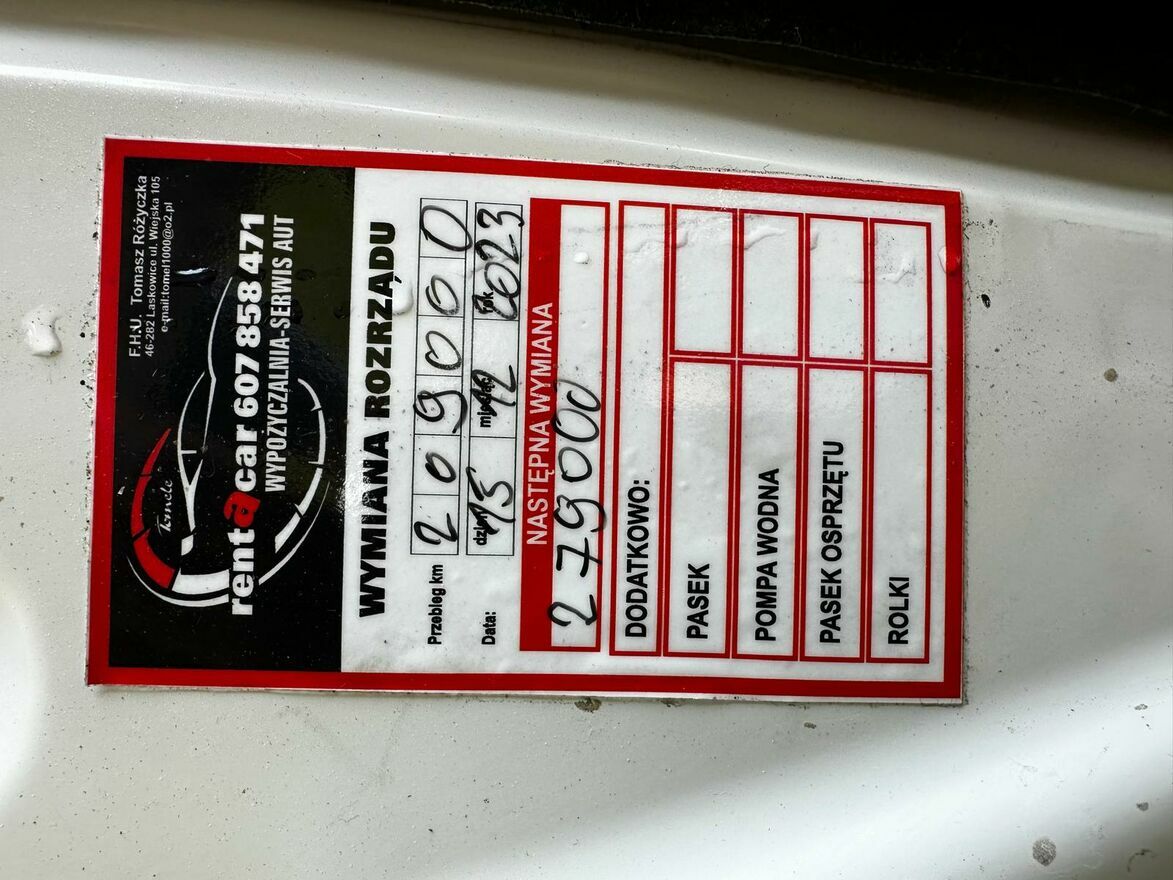 F.H.U. Tomasz Różyczka
46-282 Laskowice ul. Wiejska 105
e-mail:tomel1000@o2.pl
rentacar 607 858 471
WYPOZYCZALNIA-SERWIS AUT
WYMIANA ROZRZĄDU
Przebieg km 209000
Data: dzień 15 miesiąc 12 rok 2023
NASTĘPNA WYMIANA
279000
DODATKOWO:
PASEK
POMPA WODNA
PASEK OSPRZĘTU
ROLKI